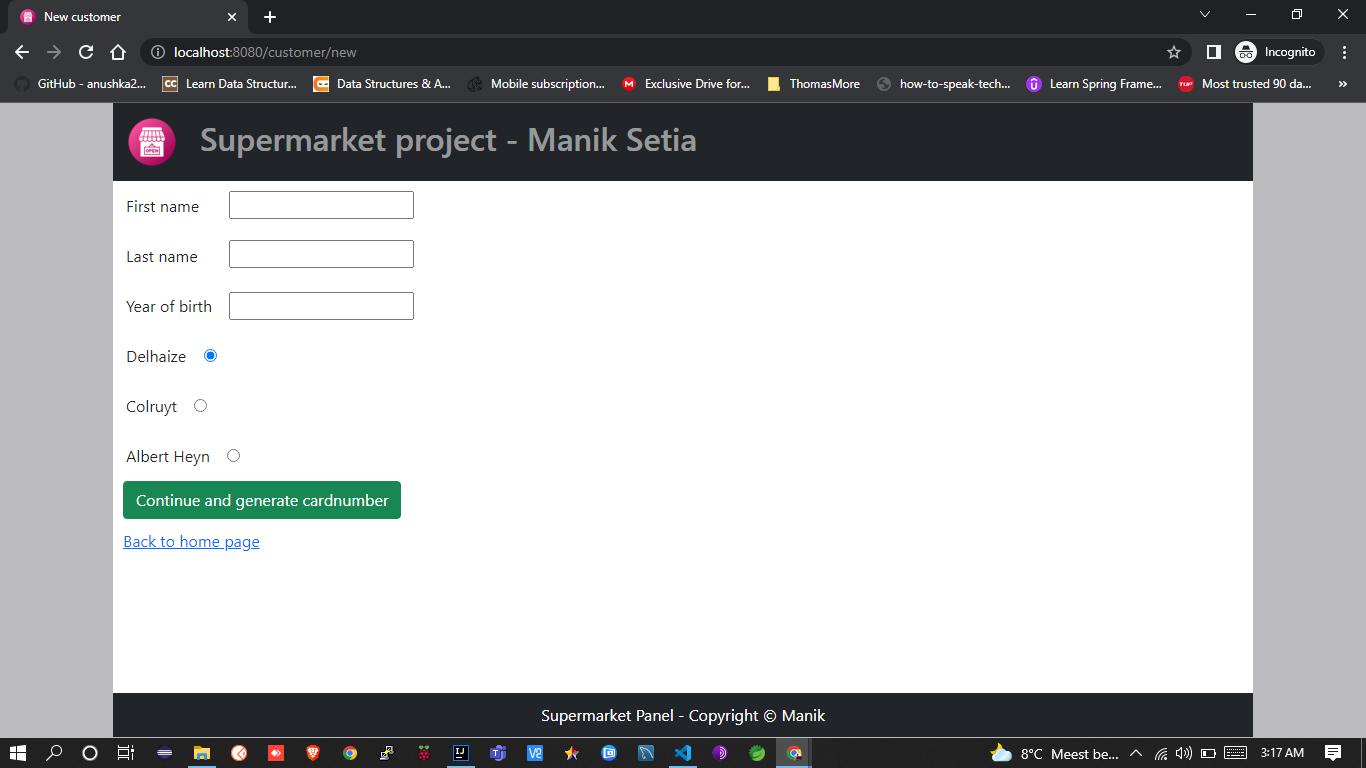 New customer
localhost:8080/customer/new
Incognito
GitHub - anushka2...
Learn Data Structur...
Data Structures & A...
Mobile subscription...
Exclusive Drive for...
ThomasMore
how-to-speak-tech...
Learn Spring Frame...
Most trusted 90 da...
»
OPEN
Supermarket project - Manik Setia
First name
Last name
Year of birth
Delhaize
Colruyt
Albert Heyn
Continue and generate cardnumber
Back to home page
Supermarket Panel - Copyright © Manik
8°C Meest be...
3:17 AM